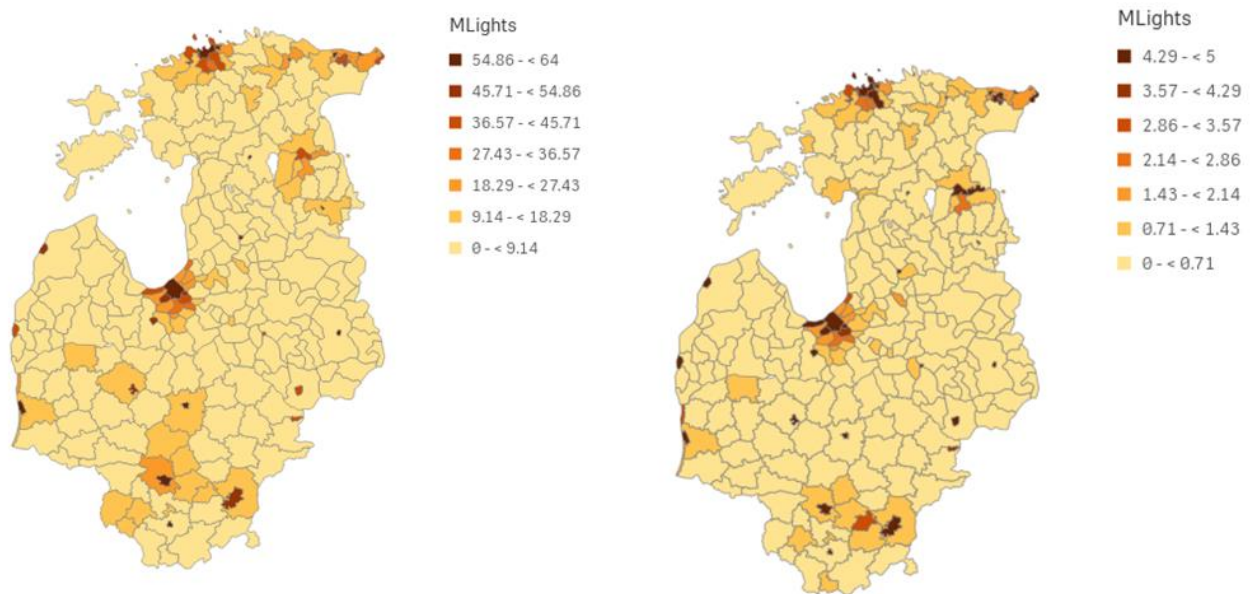 MLights
54.86 - < 64
45.71 - < 54.86
36.57 - < 45.71
27.43 - < 36.57
18.29 - < 27.43
9.14 - < 18.29
0 - < 9.14
MLights
4.29 - < 5
3.57 - < 4.29
2.86 - < 3.57
2.14 - < 2.86
1.43 - < 2.14
0.71 - < 1.43
0 - < 0.71